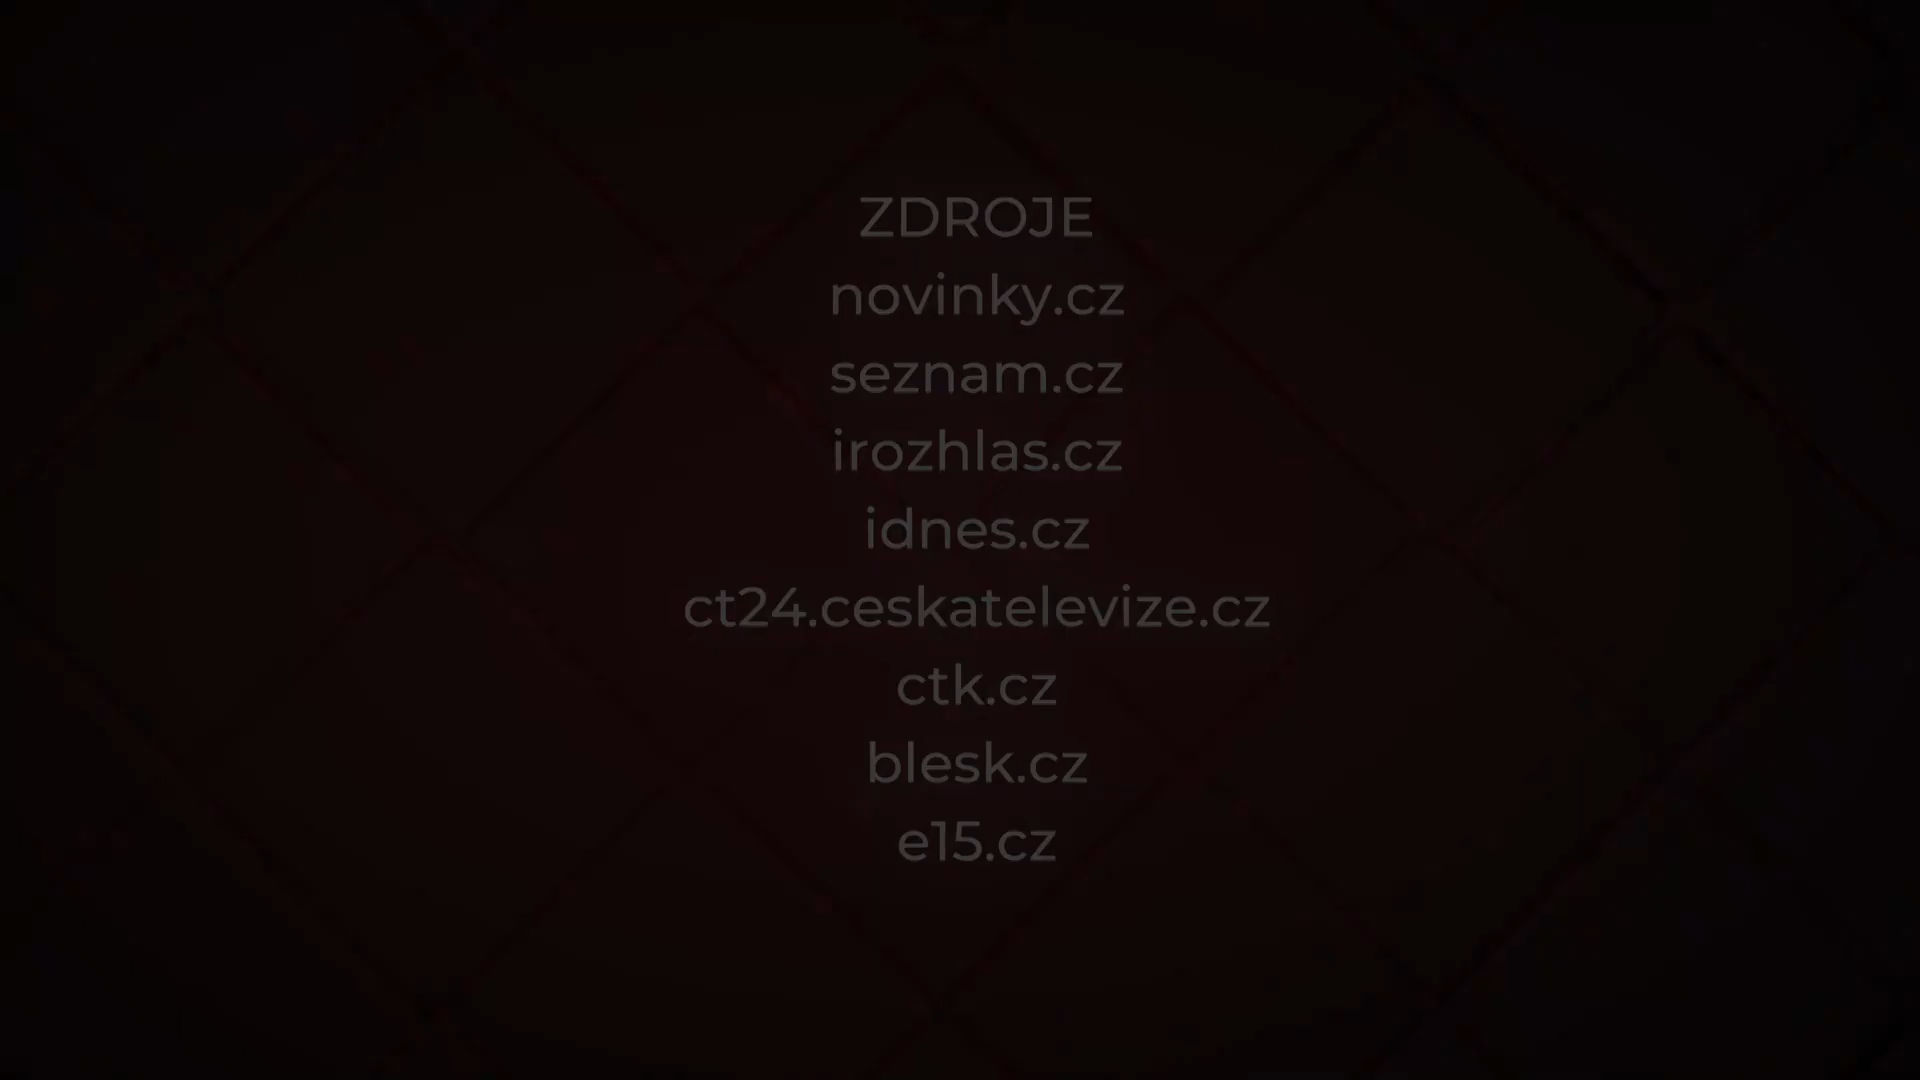 ZDROJE
novinky.cz
seznam.cz
irozhlas.cz
idnes.cz
ct24.ceskatelevize.cz
ctk.cz
blesk.cz
e15.cz